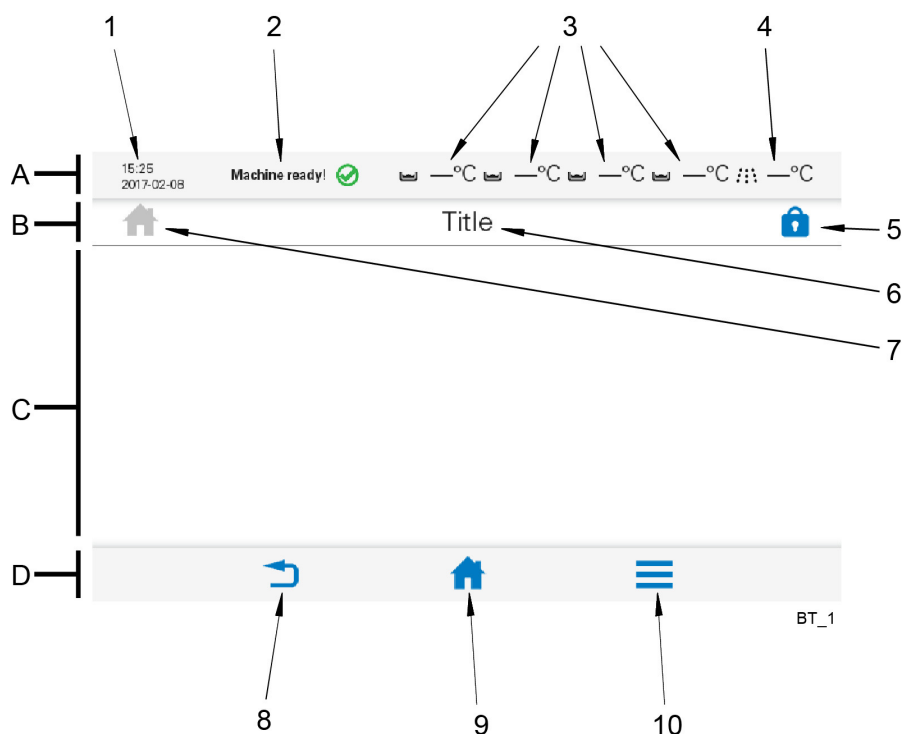 1 2 3 4
A 15:25 Machine ready! —°C —°C —°C —°C —°C
2017-02-08
B Title 5
6
7
C
D
BT_1
8 9 10